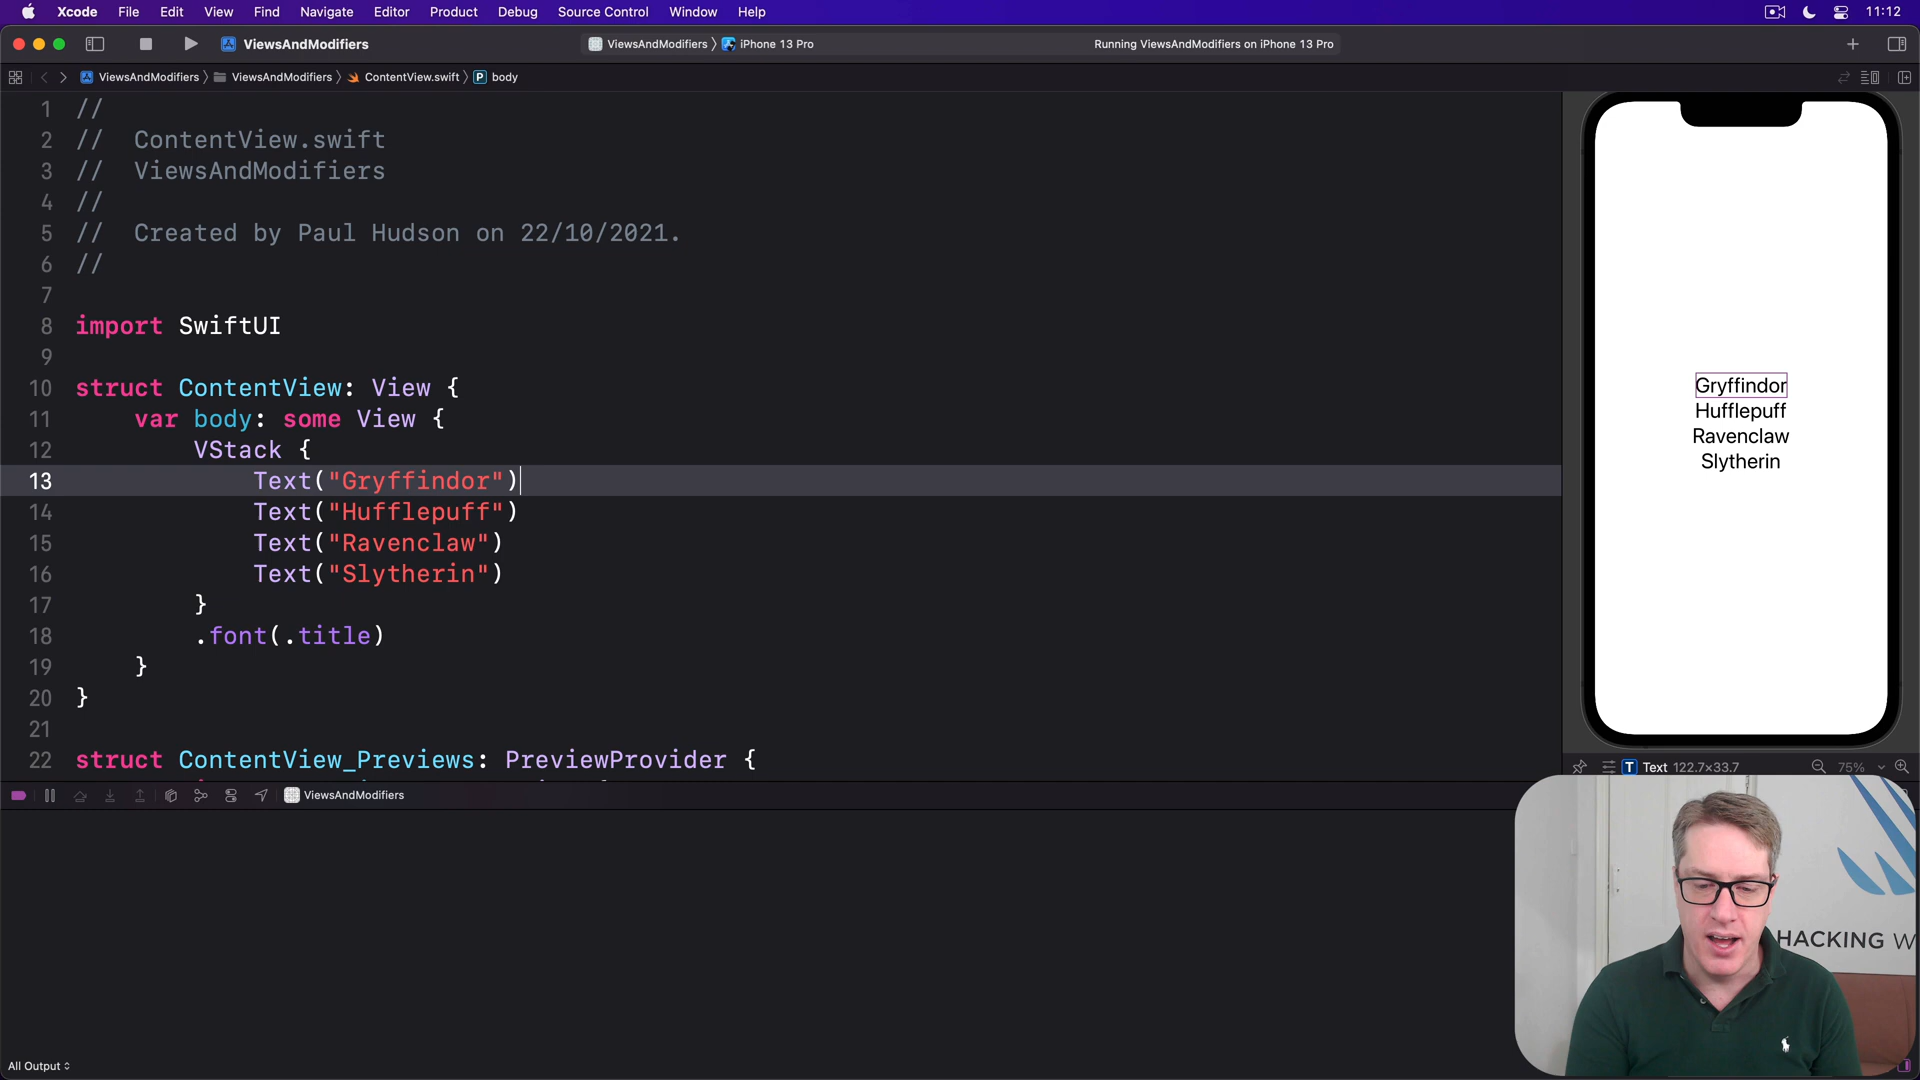 Xcode File Edit View Find Navigate Editor Product Debug Source Control Window Help 11:12
ViewsAndModifiers ViewsAndModifiers iPhone 13 Pro Running ViewsAndModifiers on iPhone 13 Pro
ViewsAndModifiers ViewsAndModifiers ContentView.swift P body
1 //
2 // ContentView.swift
3 // ViewsAndModifiers
4 //
5 // Created by Paul Hudson on 22/10/2021.
6 //
7
8 import SwiftUI
9
10 struct ContentView: View {
11 var body: some View {
12 VStack {
13 Text("Gryffindor")
14 Text("Hufflepuff")
15 Text("Ravenclaw")
16 Text("Slytherin")
17 }
18 .font(.title)
19 }
20 }
21
22 struct ContentView_Previews: PreviewProvider {
Gryffindor
Hufflepuff
Ravenclaw
Slytherin
T Text 122.7×33.7 75%
ViewsAndModifiers
HACKING W
All Output